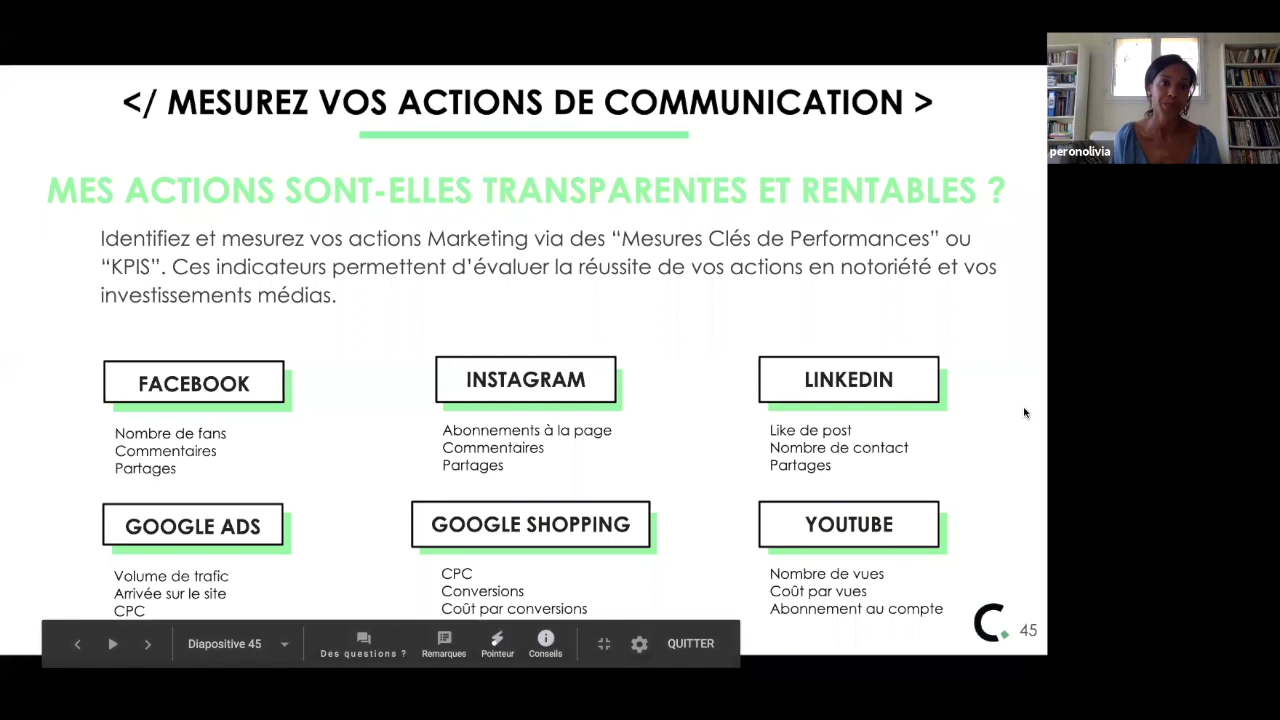 </ MESUREZ VOS ACTIONS DE COMMUNICATION >
peronolivia
MES ACTIONS SONT-ELLES TRANSPARENTES ET RENTABLES ?
Identifiez et mesurez vos actions Marketing via des “Mesures Clés de Performances” ou
“KPIS”. Ces indicateurs permettent d’évaluer la réussite de vos actions en notoriété et vos
investissements médias.
FACEBOOK
Nombre de fans
Commentaires
Partages
INSTAGRAM
Abonnements à la page
Commentaires
Partages
LINKEDIN
Like de post
Nombre de contact
Partages
GOOGLE ADS
Volume de trafic
Arrivée sur le site
CPC
GOOGLE SHOPPING
CPC
Conversions
Coût par conversions
YOUTUBE
Nombre de vues
Coût par vues
Abonnement au compte
C.
45
Diapositive 45
Des questions ?
Remarques
Pointeur
Conseils
QUITTER